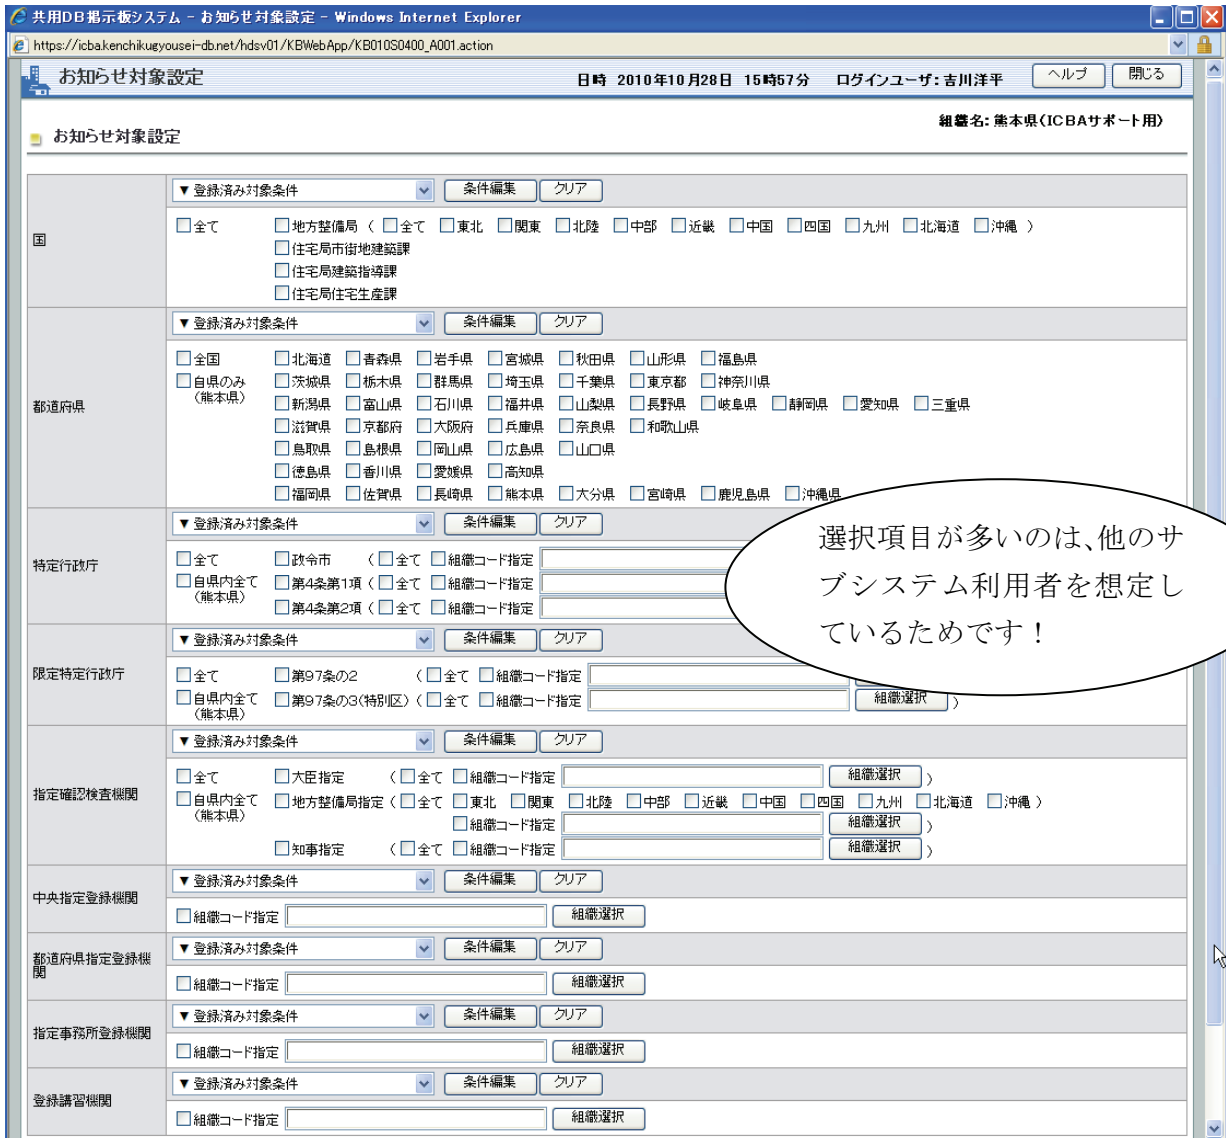 共用DB掲示板システム - お知らせ対象設定 - Windows Internet Explorer
https://icba.kenchikugyousei-db.net/hdsv01/KBWebApp/KB010S0400_A001.action
お知らせ対象設定 日時 2010年10月28日 15時57分 ログインユーザ:吉川洋平 ヘルプ 閉じる
組織名:熊本県(ICBAサポート用)
お知らせ対象設定
国
▼登録済み対象条件 条件編集 クリア
全て 地方整備局 ( 全て 東北 関東 北陸 中部 近畿 中国 四国 九州 北海道 沖縄 )
住宅局市街地建築課
住宅局建築指導課
住宅局住宅生産課
都道府県
▼登録済み対象条件 条件編集 クリア
全国 北海道 青森県 岩手県 宮城県 秋田県 山形県 福島県
自県のみ 茨城県 栃木県 群馬県 埼玉県 千葉県 東京都 神奈川県
(熊本県) 新潟県 富山県 石川県 福井県 山梨県 長野県 岐阜県 静岡県 愛知県 三重県
滋賀県 京都府 大阪府 兵庫県 奈良県 和歌山県
鳥取県 島根県 岡山県 広島県 山口県
徳島県 香川県 愛媛県 高知県
福岡県 佐賀県 長崎県 熊本県 大分県 宮崎県 鹿児島県 沖縄県
特定行政庁
▼登録済み対象条件 条件編集 クリア
全て 政令市 ( 全て 組織コード指定
自県内全て 第4条第1項 ( 全て 組織コード指定
(熊本県)
第4条第2項 ( 全て 組織コード指定
選択項目が多いのは、他のサ
ブシステム利用者を想定し
ているためです!
限定特定行政庁
▼登録済み対象条件 条件編集 クリア
全て 第97条の2 ( 全て 組織コード指定
自県内全て 第97条の3(特別区) ( 全て 組織コード指定 組織選択 )
(熊本県)
指定確認検査機関
▼登録済み対象条件 条件編集 クリア
全て 大臣指定 ( 全て 組織コード指定 組織選択 )
自県内全て 地方整備局指定 ( 全て 東北 関東 北陸 中部 近畿 中国 四国 九州 北海道 沖縄 )
(熊本県)
組織コード指定 組織選択 )
知事指定 ( 全て 組織コード指定 組織選択 )
中央指定登録機関
▼登録済み対象条件 条件編集 クリア
組織コード指定 組織選択
都道府県指定登録機
関
▼登録済み対象条件 条件編集 クリア
組織コード指定 組織選択
指定事務所登録機関
▼登録済み対象条件 条件編集 クリア
組織コード指定 組織選択
登録講習機関
▼登録済み対象条件 条件編集 クリア
組織コード指定 組織選択